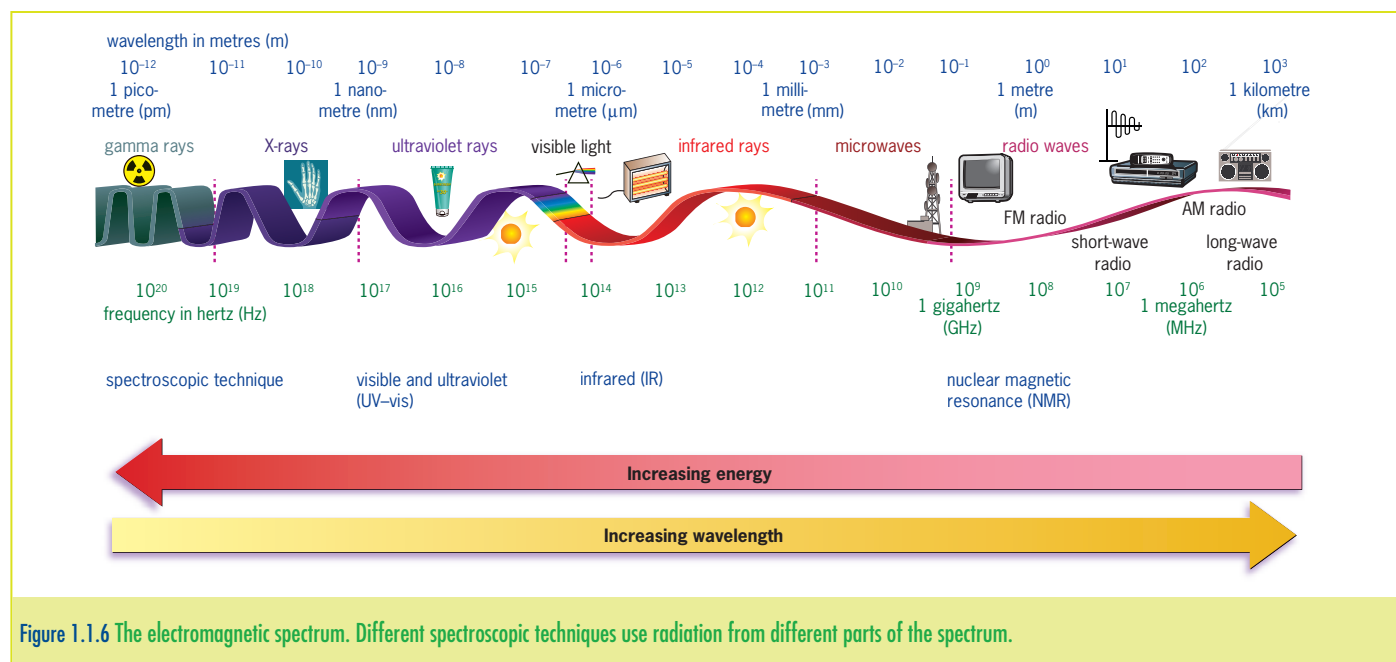 wavelength in metres (m)
10⁻¹² 10⁻¹¹ 10⁻¹⁰ 10⁻⁹ 10⁻⁸ 10⁻⁷ 10⁻⁶ 10⁻⁵ 10⁻⁴ 10⁻³ 10⁻² 10⁻¹ 10⁰ 10¹ 10² 10³
1 pico- 1 nano- 1 micro- 1 milli- 1 metre 1 kilometre
metre (pm) metre (nm) metre (μm) metre (mm) (m) (km)
gamma rays X-rays ultraviolet rays visible light infrared rays microwaves radio waves
FM radio AM radio
short-wave long-wave
radio radio
10²⁰ 10¹⁹ 10¹⁸ 10¹⁷ 10¹⁶ 10¹⁵ 10¹⁴ 10¹³ 10¹² 10¹¹ 10¹⁰ 10⁹ 10⁸ 10⁷ 10⁶ 10⁵
frequency in hertz (Hz) 1 gigahertz 1 megahertz
(GHz) (MHz)
spectroscopic technique visible and ultraviolet infrared (IR) nuclear magnetic
(UV–vis) resonance (NMR)
Increasing energy
Increasing wavelength
Figure 1.1.6 The electromagnetic spectrum. Different spectroscopic techniques use radiation from different parts of the spectrum.